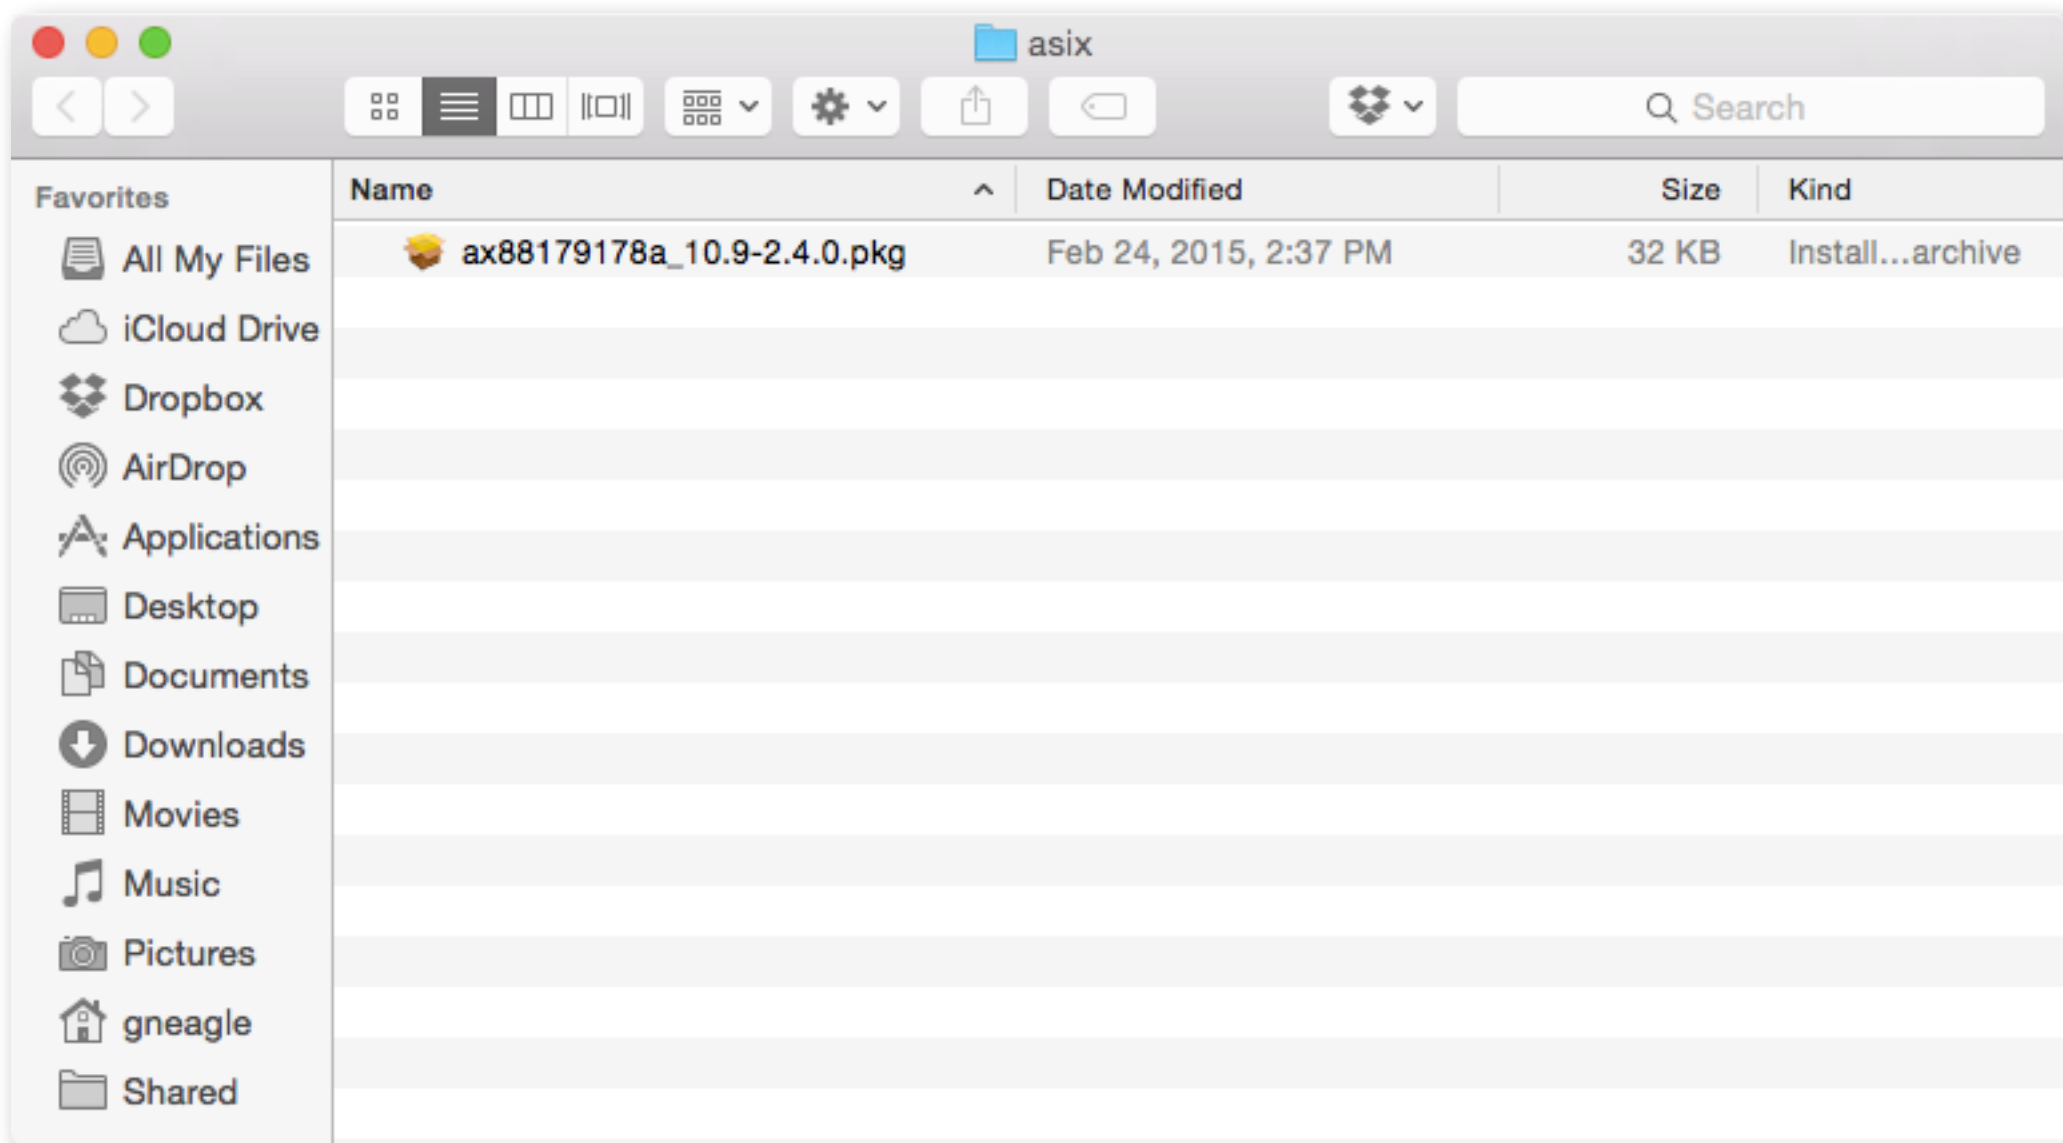 asix
Search
Favorites
All My Files
iCloud Drive
Dropbox
AirDrop
Applications
Desktop
Documents
Downloads
Movies
Music
Pictures
gneagle
Shared
Name Date Modified Size Kind
ax88179178a_10.9-2.4.0.pkg Feb 24, 2015, 2:37 PM 32 KB Install...archive